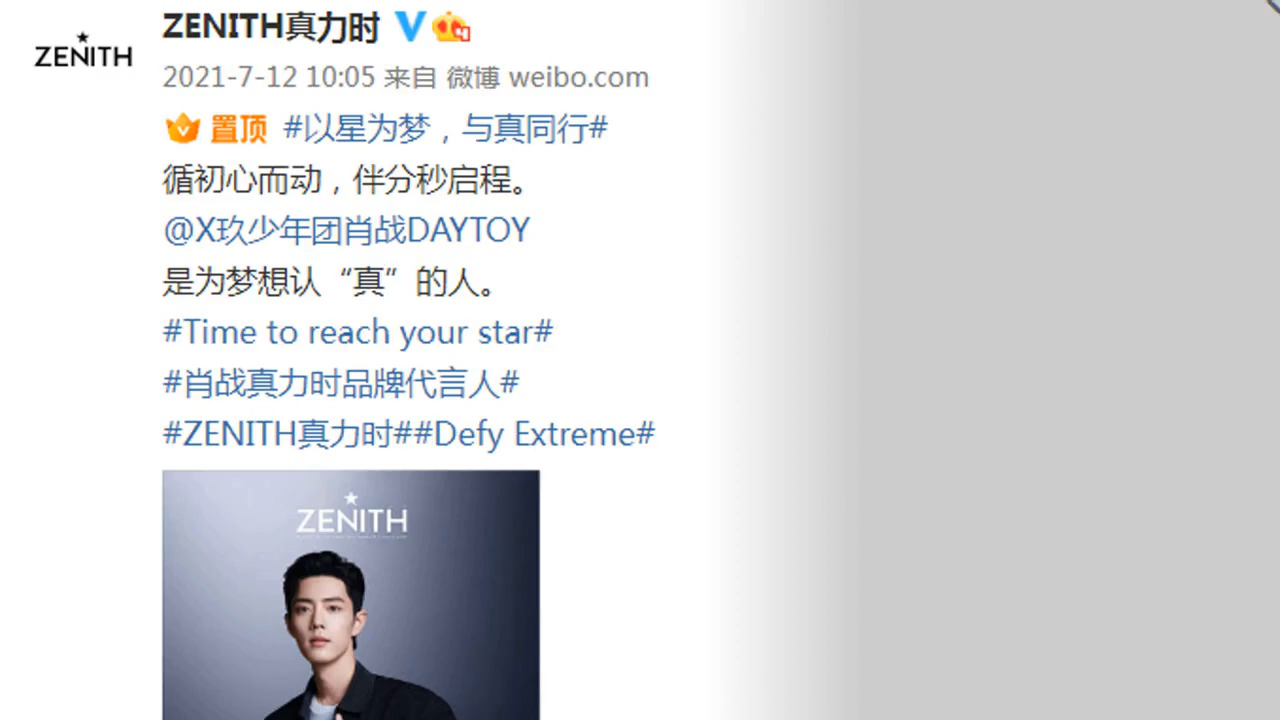 ZENITH
ZENITH真力时
2021-7-12 10:05 来自 微博 weibo.com
置顶 #以星为梦，与真同行#
循初心而动，伴分秒启程。
@X玖少年团肖战DAYTOY
是为梦想认“真”的人。
#Time to reach your star#
#肖战真力时品牌代言人#
#ZENITH真力时##Defy Extreme#
ZENITH